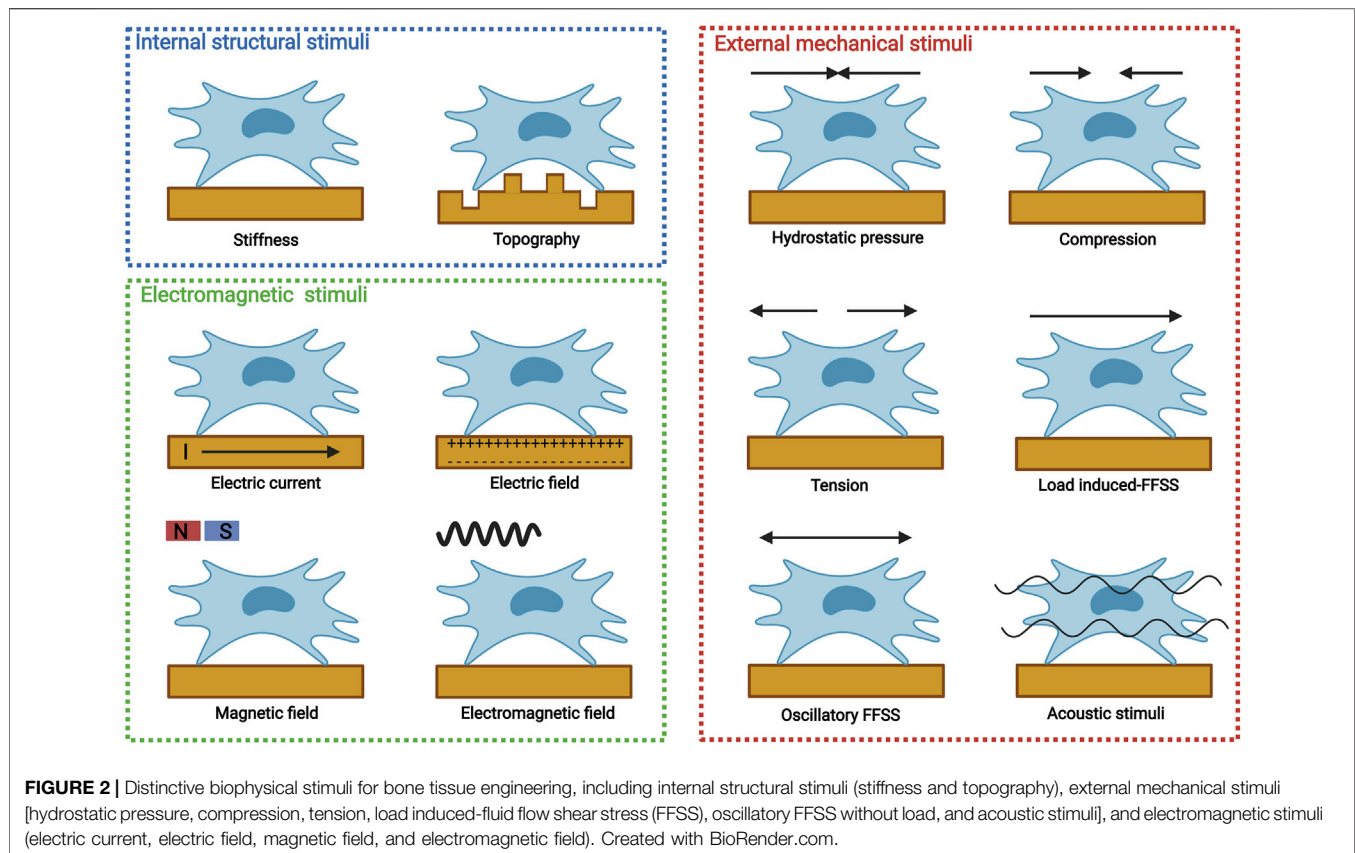 Internal structural stimuli
Stiffness
Topography
Electromagnetic stimuli
I
+++++++++++++++++++
--------------------
Electric current
Electric field
N S
Magnetic field
Electromagnetic field
External mechanical stimuli
Hydrostatic pressure
Compression
Tension
Load induced-FFSS
Oscillatory FFSS
Acoustic stimuli
FIGURE 2 | Distinctive biophysical stimuli for bone tissue engineering, including internal structural stimuli (stiffness and topography), external mechanical stimuli
[hydrostatic pressure, compression, tension, load induced-fluid flow shear stress (FFSS), oscillatory FFSS without load, and acoustic stimuli], and electromagnetic stimuli
(electric current, electric field, magnetic field, and electromagnetic field). Created with BioRender.com.